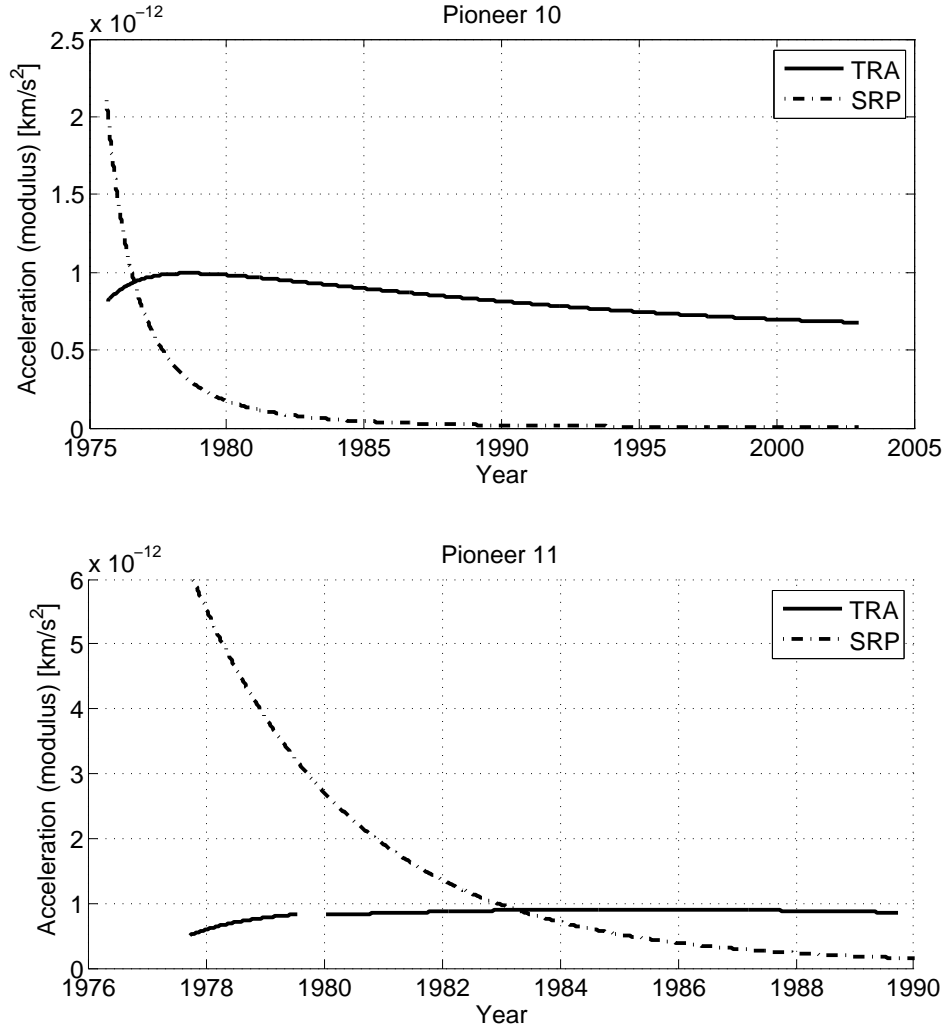 Pioneer 10
x 10−12
Acceleration (modulus) [km/s2]
2.5
2
1.5
1
0.5
0
TRA
SRP
1975 1980 1985 1990 1995 2000 2005
Year
Pioneer 11
x 10−12
Acceleration (modulus) [km/s2]
6
5
4
3
2
1
0
TRA
SRP
1976 1978 1980 1982 1984 1986 1988 1990
Year